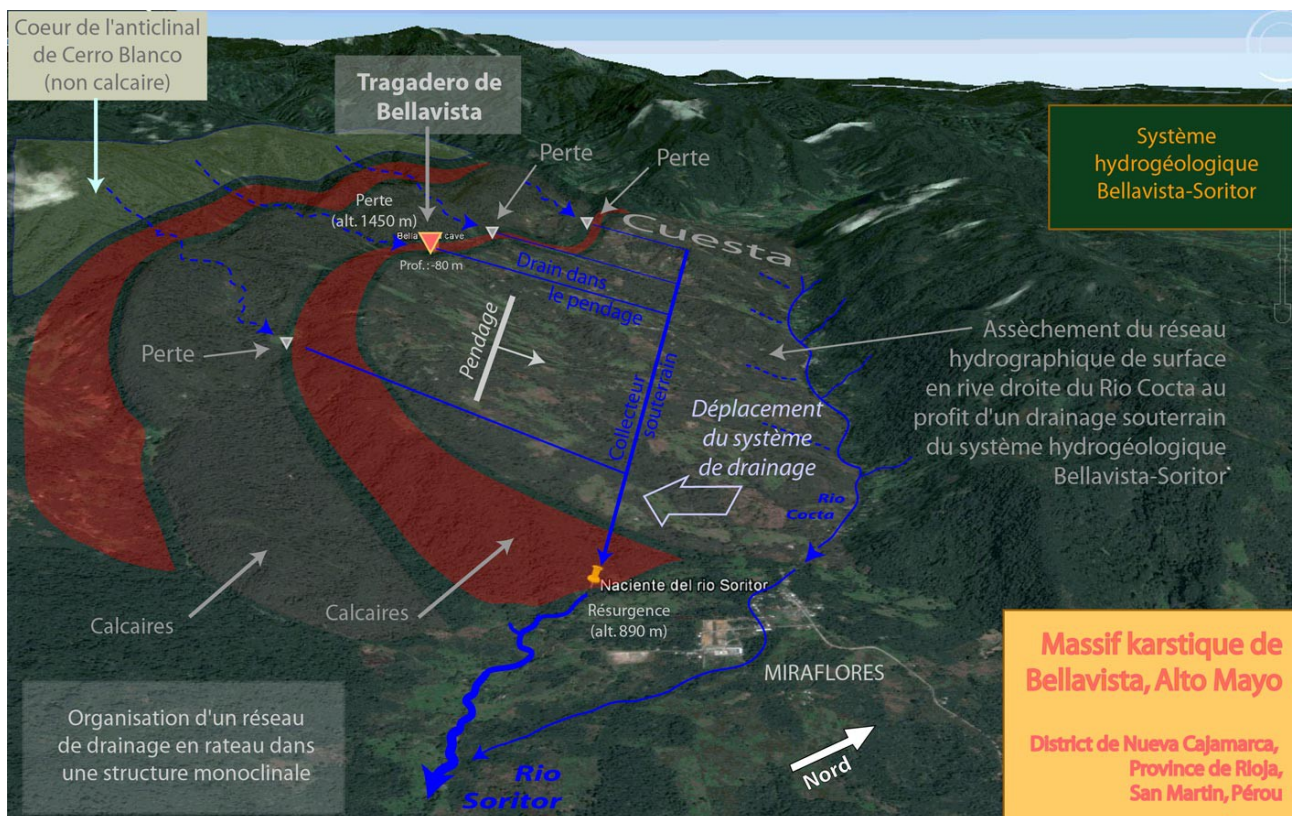 Coeur de l'anticlinal
de Cerro Blanco
(non calcaire)
Tragadero de
Bellavista
Perte
Perte
Perte
(alt. 1450 m)
Bella
cave
Prof.: -80 m
Cuesta
Drain dans
le pendage
Pendage
Perte
Collecteur
souterrain
Déplacement
du système
de drainage
Système
hydrogéologique
Bellavista-Soritor
Assèchement du réseau
hydrographique de surface
en rive droite du Rio Cocta au
profit d'un drainage souterrain
du système hydrogéologique
Bellavista-Soritor
Rio
Cocta
Naciente del rio Soritor
Résurgence
(alt. 890 m)
Calcaires
Calcaires
MIRAFLORES
Organisation d'un réseau
de drainage en rateau dans
une structure monoclinale
Rio
Soritor
Nord
Massif karstique de
Bellavista, Alto Mayo
District de Nueva Cajamarca,
Province de Rioja,
San Martin, Pérou